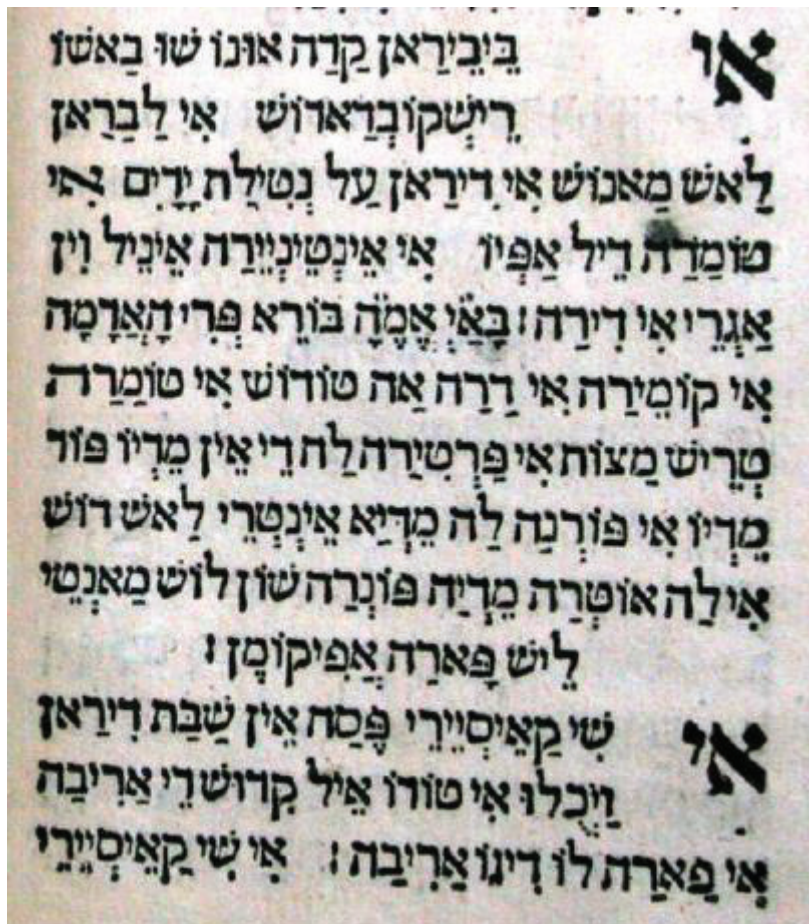 אִי בֵּיבֵירַאן קַדַה אוּנוֹ שׁוּ בַאשׁוֹ
רֵישְׁקוֹבְדַאדוֹשׁ אִי לַבַרַאן
לַאשׁ מַאנוֹשׁ אִי דִירַאן עַל נְטִילַת יָדַיִם אִי
טוֹמַרַה דֵיל אַפְּיוֹ אִי אֵינְטֵינְיֵירַה אֵינֵיל וִין
אַגְרֵי אִי דִירַה: בָּאַ֗יְ אֱמֶ֗הָ בּוֹרֵא פְּרִי הָאֲדָמָה
אִי קוֹמֵירַה אִי דַרַה אַה טוֹדוֹשׁ אִי טוֹמַרַה
טְרֵישׁ מַצוֹת אִי פַּרְטִירַה לַה דֵי אֵין מֵדְיוֹ פּוֹר
מֵדְיוֹ אִי פּוֹרְנַה לַה מֵדְיַא אֵינְטְרֵי לַאשׁ דוֹשׁ
אִי לַה אוֹטְרַה מֵדְיַה פּוֹנְרַה שׁוֹן לוֹשׁ מַאנְטֵי
לֵישׁ פָּארַה אֲפִיקוֹמָן:
אִי שִׁי קַאֵיסְיֵירֵי פֶּסַח אֵין שַׁבַּת דִירַאן
וַיְכֻלּוּ אִי טוֹדוֹ אֵיל קִדוּשׁ דֵי אַרִיבַה
אִי פַארַה לוֹ דִינוֹ אַרִיבַה: אִי שִׁי קַאֵיסְיֵירֵי